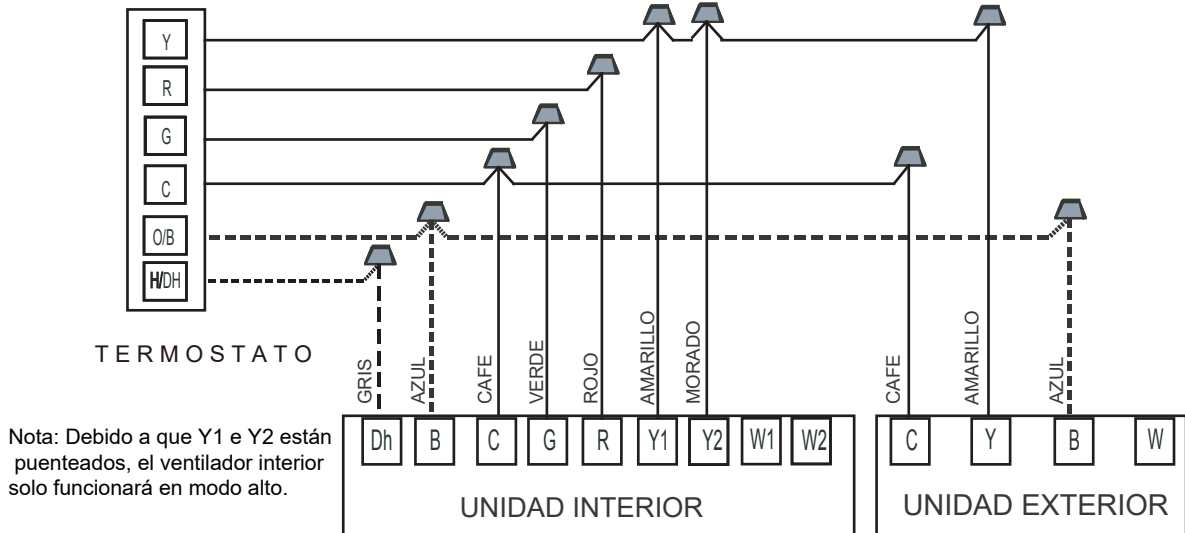 Y
R
G
C
O/B
H/DH
TERMOSTATO
GRIS
AZUL
CAFE
VERDE
ROJO
AMARILLO
MORADO
CAFE
AMARILLO
AZUL
Nota: Debido a que Y1 e Y2 están
puenteados, el ventilador interior
solo funcionará en modo alto.
Dh B C G R Y1 Y2 W1 W2
UNIDAD INTERIOR
C Y B W
UNIDAD EXTERIOR